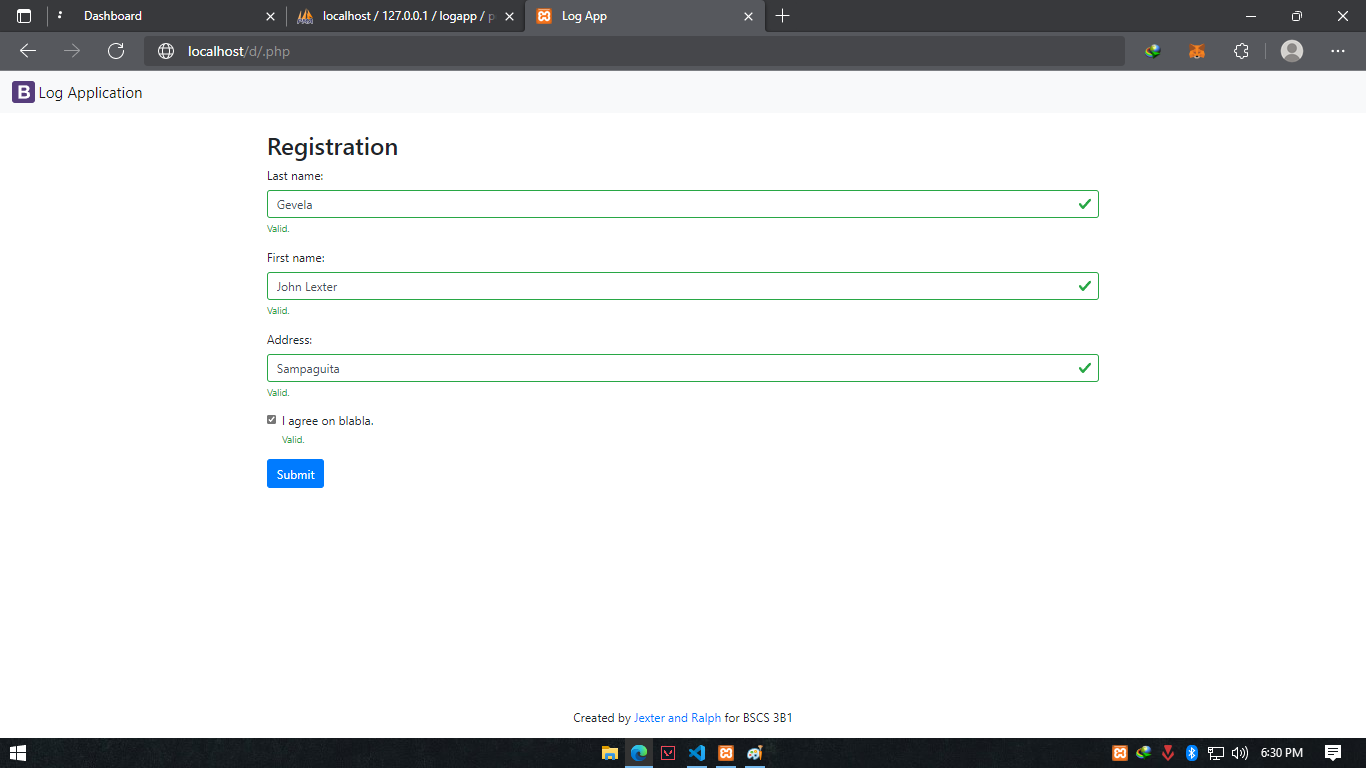 Dashboard
localhost / 127.0.0.1 / logapp / p
Log App
localhost/d/.php
B Log Application
Registration
Last name:
Gevela
Valid.
First name:
John Lexter
Valid.
Address:
Sampaguita
Valid.
I agree on blabla.
Valid.
Submit
Created by Jexter and Ralph for BSCS 3B1
6:30 PM